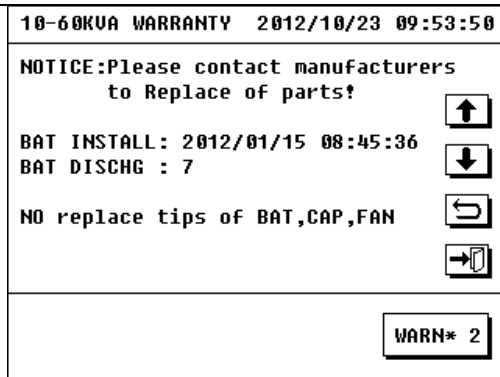 10-60KVA WARRANTY 2012/10/23 09:53:50
NOTICE:Please contact manufacturers
to Replace of parts!
BAT INSTALL: 2012/01/15 08:45:36
BAT DISCHG : 7
NO replace tips of BAT,CAP,FAN
WARN* 2